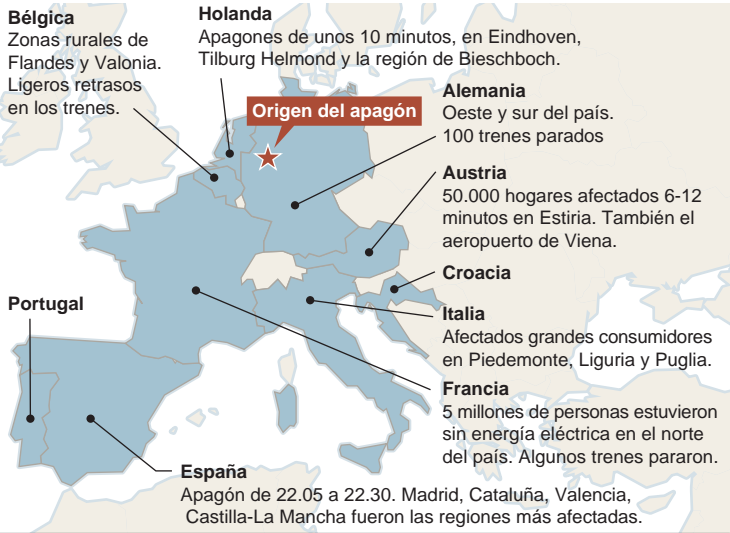 Bélgica
Zonas rurales de
Flandes y Valonia.
Ligeros retrasos
en los trenes.
Holanda
Apagones de unos 10 minutos, en Eindhoven,
Tilburg Helmond y la región de Bieschboch.
Origen del apagón
Alemania
Oeste y sur del país.
100 trenes parados
Austria
50.000 hogares afectados 6-12
minutos en Estiria. También el
aeropuerto de Viena.
Croacia
Italia
Afectados grandes consumidores
en Piedemonte, Liguria y Puglia.
Francia
5 millones de personas estuvieron
sin energía eléctrica en el norte
del país. Algunos trenes pararon.
Portugal
España
Apagón de 22.05 a 22.30. Madrid, Cataluña, Valencia,
Castilla-La Mancha fueron las regiones más afectadas.